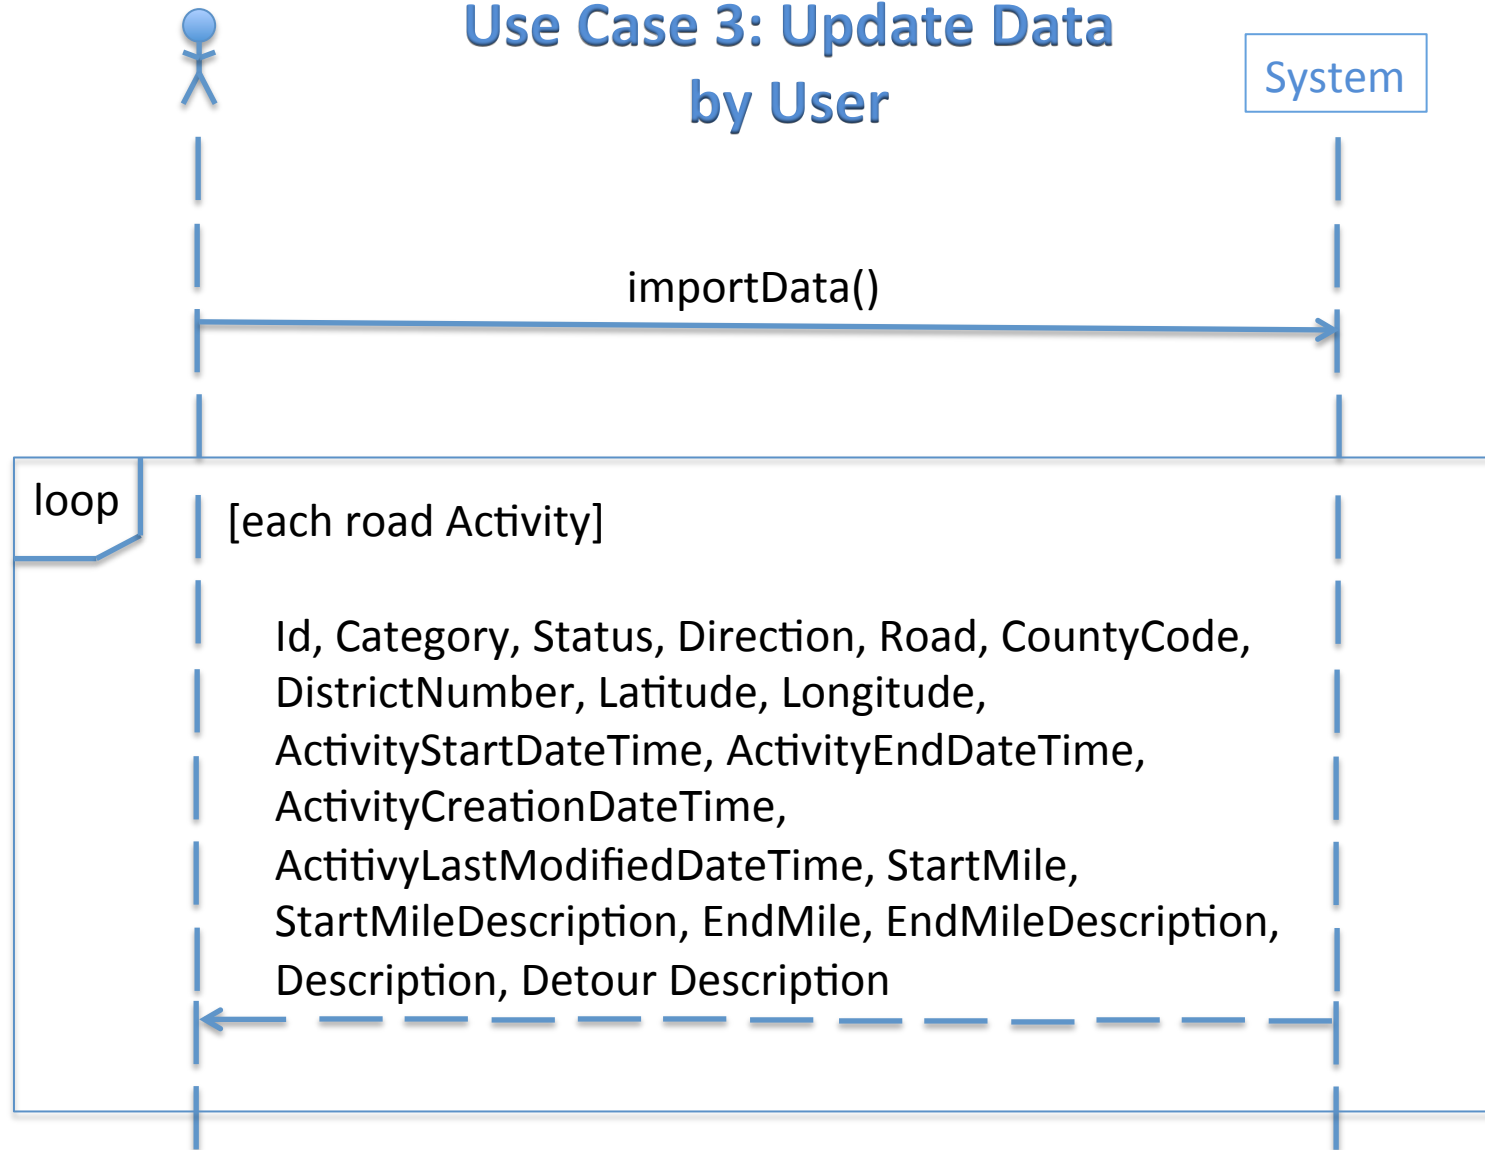 Use Case 3: Update Data
by User
System
importData()
loop
[each road Activity]
Id, Category, Status, Direction, Road, CountyCode,
DistrictNumber, Latitude, Longitude,
ActivityStartDateTime, ActivityEndDateTime,
ActivityCreationDateTime,
ActitivyLastModifiedDateTime, StartMile,
StartMileDescription, EndMile, EndMileDescription,
Description, Detour Description